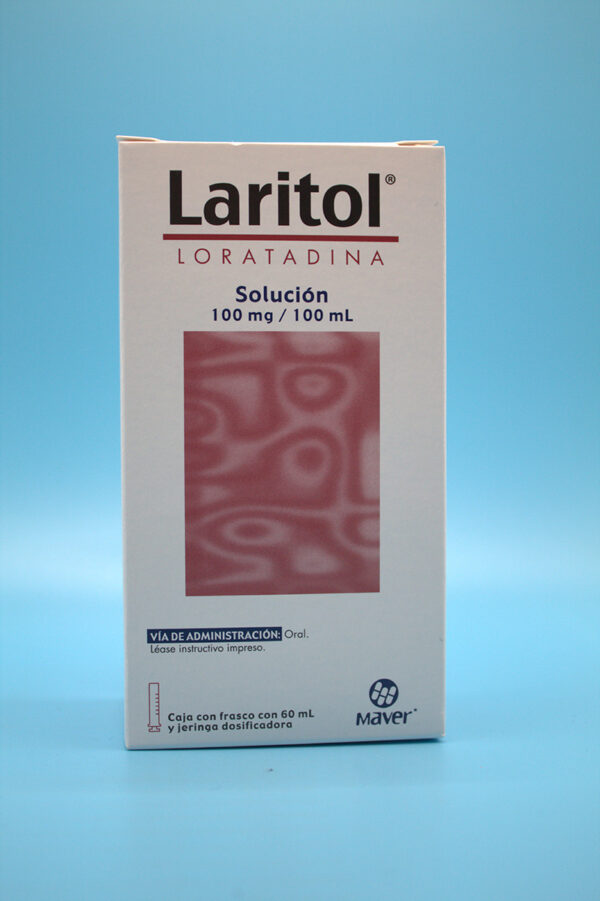 Laritol®
LORATADINA
Solución
100 mg / 100 mL
VÍA DE ADMINISTRACIÓN: Oral.
Léase instructivo impreso.
Caja con frasco con 60 mL
y jeringa dosificadora
Maver®